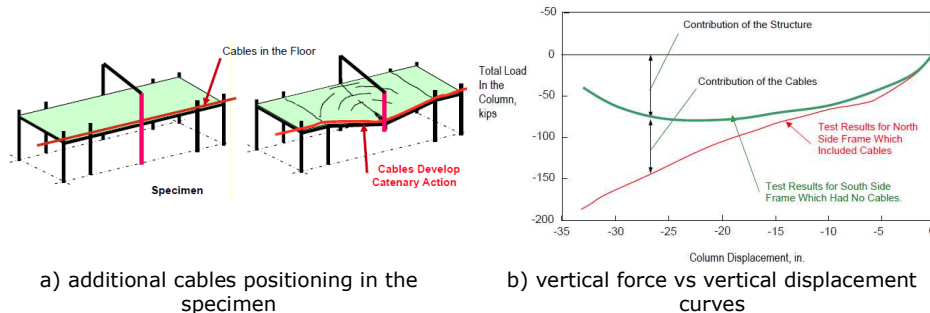 Cables in the Floor
Specimen
Cables Develop
Catenary Action
a) additional cables positioning in the
specimen
Total Load
In the
Column,
kips
-50
0
-50
-100
-150
-200
Contribution of the Structure
Contribution of the Cables
Test Results for North
Side Frame Which
Included Cables
Test Results for South Side
Frame Which Had No Cables.
-35
-30
-25
-20
-15
-10
-5
0
Column Displacement, in.
b) vertical force vs vertical displacement
curves